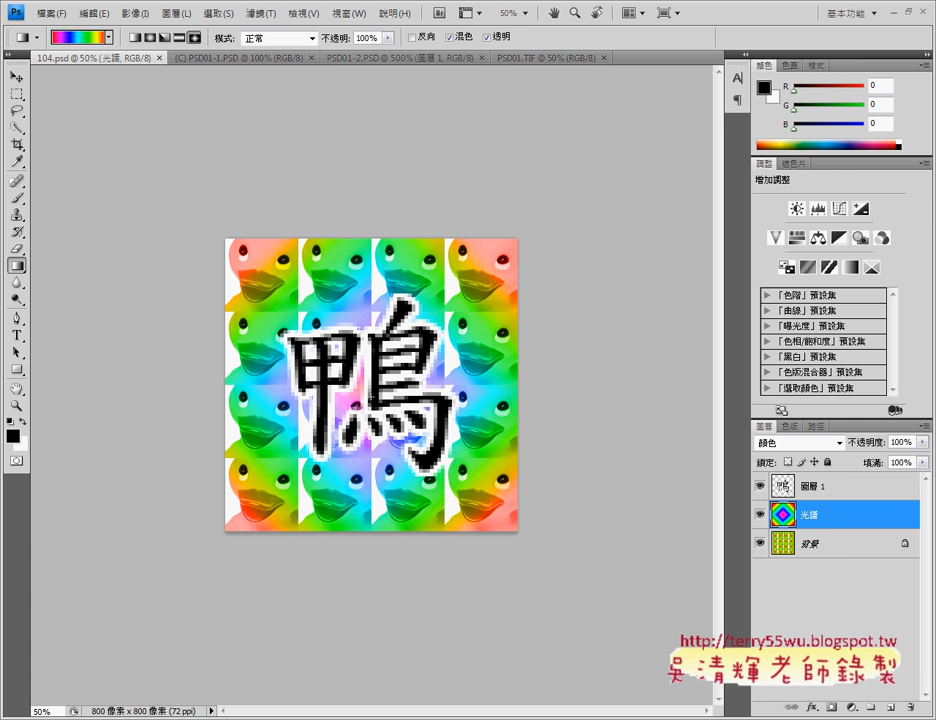 Ps 檔案(F) 編輯(E) 影像(I) 圖層(L) 選取(S) 濾鏡(T) 檢視(V) 視窗(W) 說明(H) Br 50% 基本功能
模式: 正常 不透明: 100% 反向 混色 透明
104.psd @ 50% (光譜, RGB/8) × (C) PSD01-1.PSD @ 100% (RGB/8) × PSD01-2.PSD @ 500% (圖層 1, RGB/8) × PSD01.TIF @ 50% (RGB/8) ×
顏色 色票 樣式
R 0
G 0
B 0
調整 遮色片
增加調整
「色階」預設集
「曲線」預設集
「曝光度」預設集
「色相/飽和度」預設集
「黑白」預設集
「色版混合器」預設集
「選取顏色」預設集
圖層 色版 路徑
顏色 不透明度: 100%
鎖定: 填滿: 100%
圖層 1
光譜
背景
鴨
http://terry55wu.blogspot.tw
吳清輝老師錄製
50% 800 像素 x 800 像素 (72 ppi)